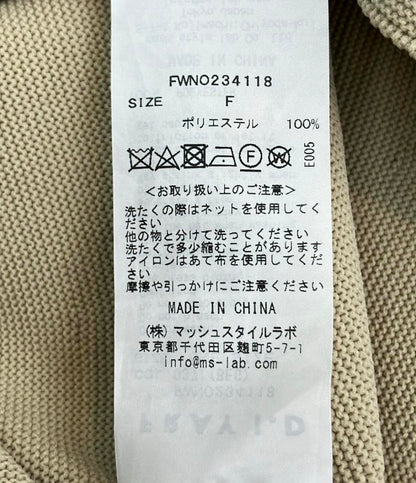 FWNO234118
SIZE F
ポリエステル 100%
E005
<お取り扱い上のご注意>
洗たくの際はネットを使用してく
ださい
他の物と分けて洗ってください
洗たくで多少縮むことがあります
アイロンはあて布を使用してくだ
さい
摩擦や引っかけにご注意ください
MADE IN CHINA
(株) マッシュスタイルラボ
東京都千代田区麹町5-7-1
info@ms-lab.com
FWNO234118
FRAY I.D